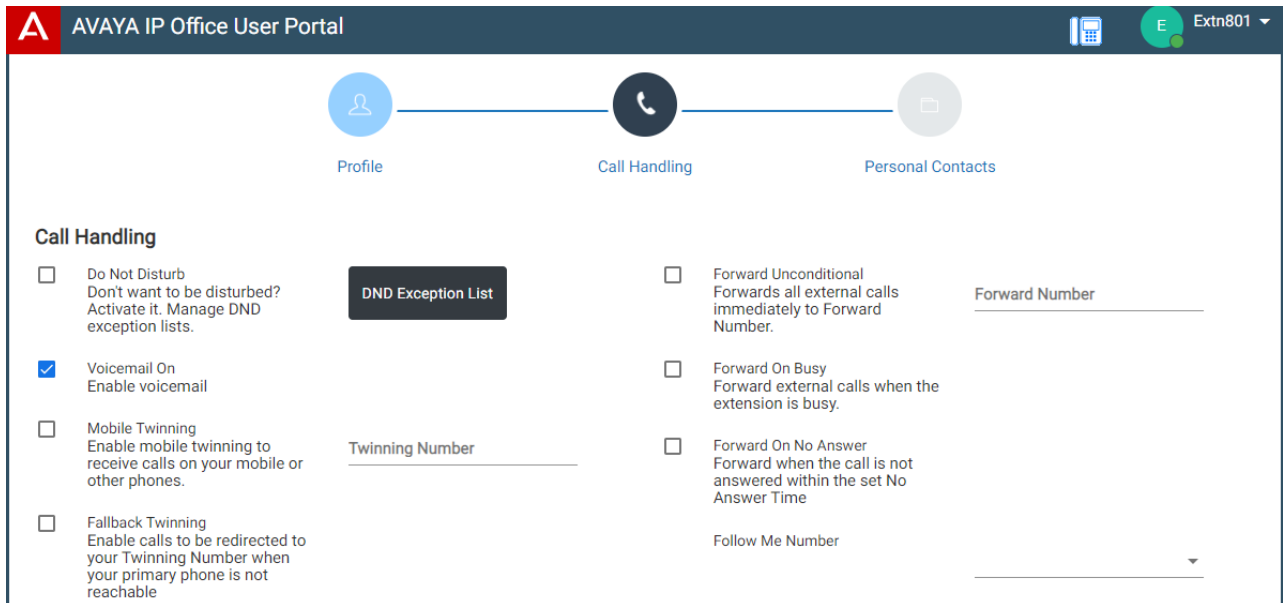 AVAYA IP Office User Portal
E
Extn801
Profile
Call Handling
Personal Contacts
Call Handling
Do Not Disturb
Don't want to be disturbed?
Activate it. Manage DND
exception lists.
DND Exception List
Voicemail On
Enable voicemail
Mobile Twinning
Enable mobile twinning to
receive calls on your mobile or
other phones.
Twinning Number
Fallback Twinning
Enable calls to be redirected to
your Twinning Number when
your primary phone is not
reachable
Forward Unconditional
Forwards all external calls
immediately to Forward
Number.
Forward Number
Forward On Busy
Forward external calls when the
extension is busy.
Forward On No Answer
Forward when the call is not
answered within the set No
Answer Time
Follow Me Number